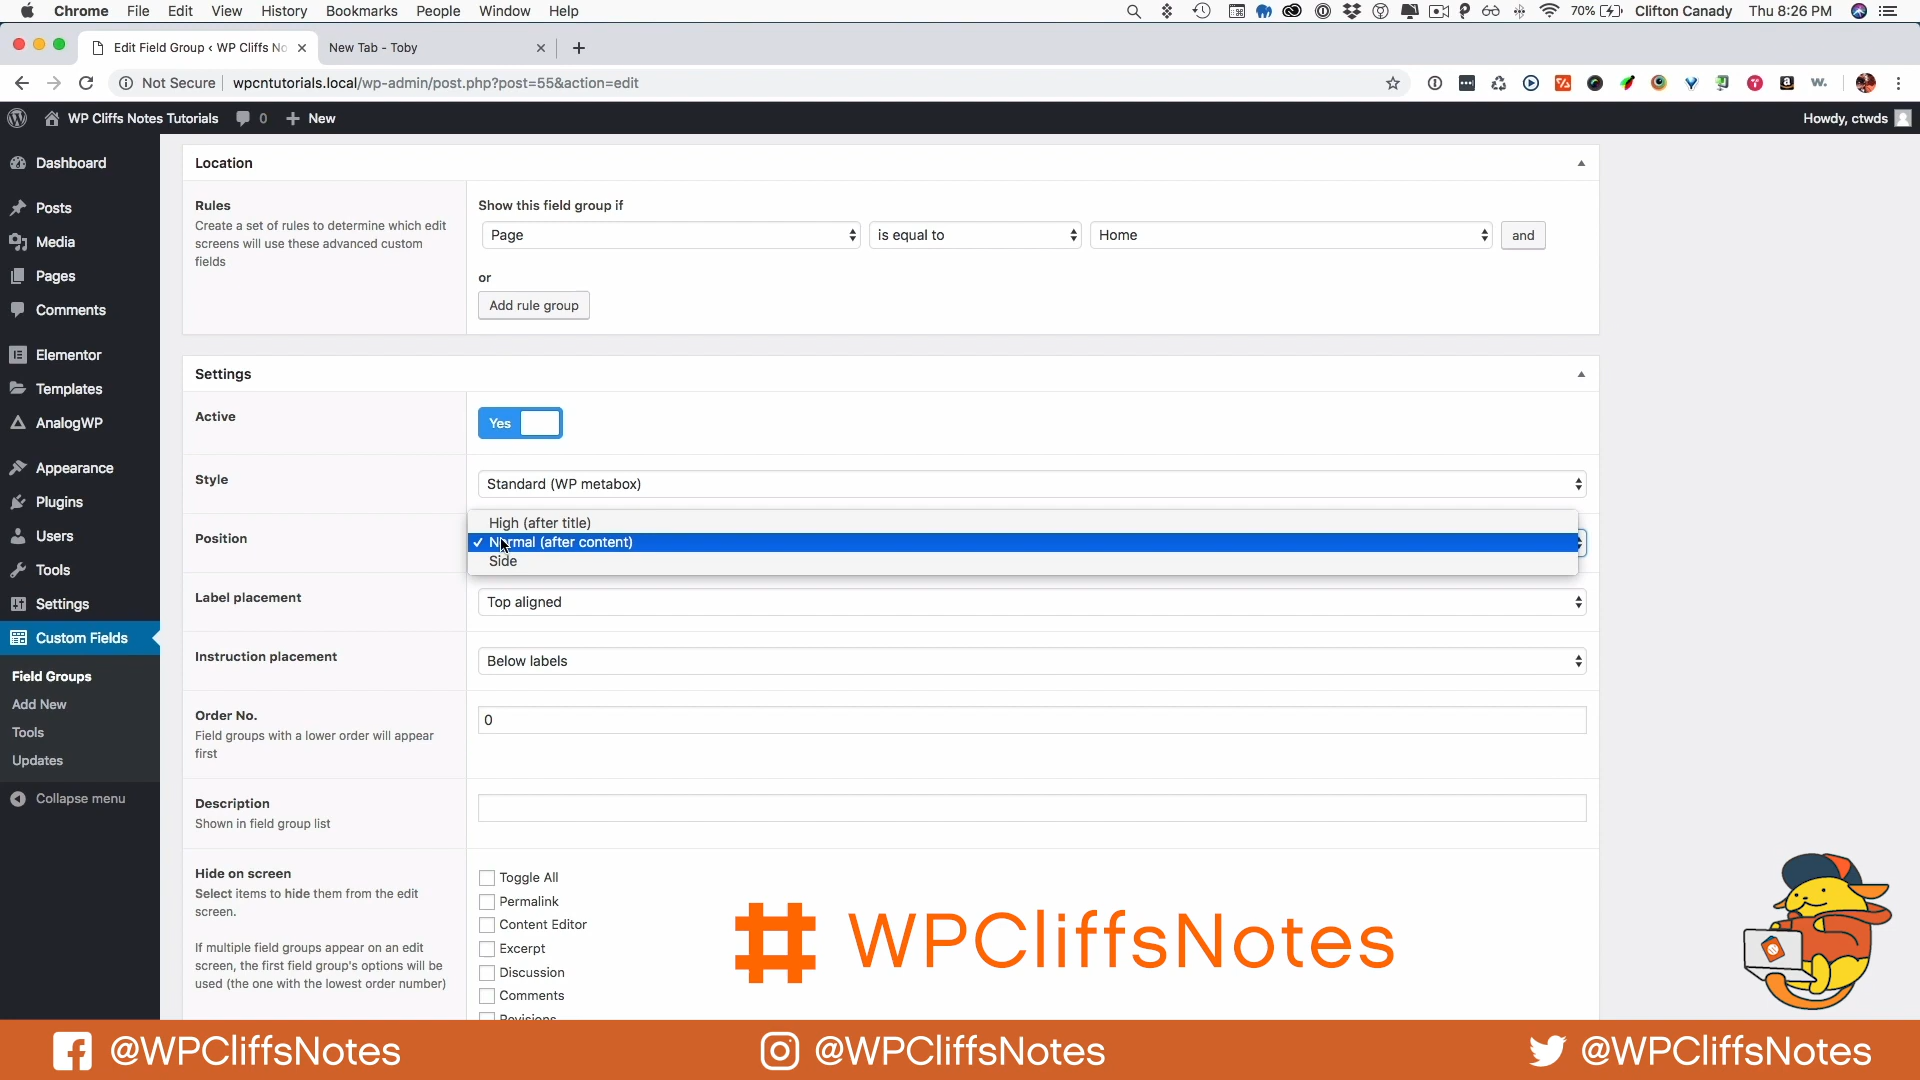 Chrome File Edit View History Bookmarks People Window Help 70% Clifton Canady Thu 8:26 PM
Edit Field Group ‹ WP Cliffs No New Tab - Toby
Not Secure wpcntutorials.local/wp-admin/post.php?post=55&action=edit
WP Cliffs Notes Tutorials 0 New Howdy, ctwds
Dashboard
Posts
Media
Pages
Comments
Elementor
Templates
AnalogWP
Appearance
Plugins
Users
Tools
Settings
Custom Fields
Field Groups
Add New
Tools
Updates
Collapse menu
Location
Rules
Create a set of rules to determine which edit
screens will use these advanced custom
fields
Show this field group if
Page is equal to Home and
or
Add rule group
Settings
Active
Yes
Style
Standard (WP metabox)
Position
High (after title)
Normal (after content)
Side
Label placement
Top aligned
Instruction placement
Below labels
Order No.
Field groups with a lower order will appear
first
0
Description
Shown in field group list
Hide on screen
Select items to hide them from the edit
screen.
If multiple field groups appear on an edit
screen, the first field group's options will be
used (the one with the lowest order number)
Toggle All
Permalink
Content Editor
Excerpt
Discussion
Comments
Revisions
# WPCliffsNotes
@WPCliffsNotes @WPCliffsNotes @WPCliffsNotes